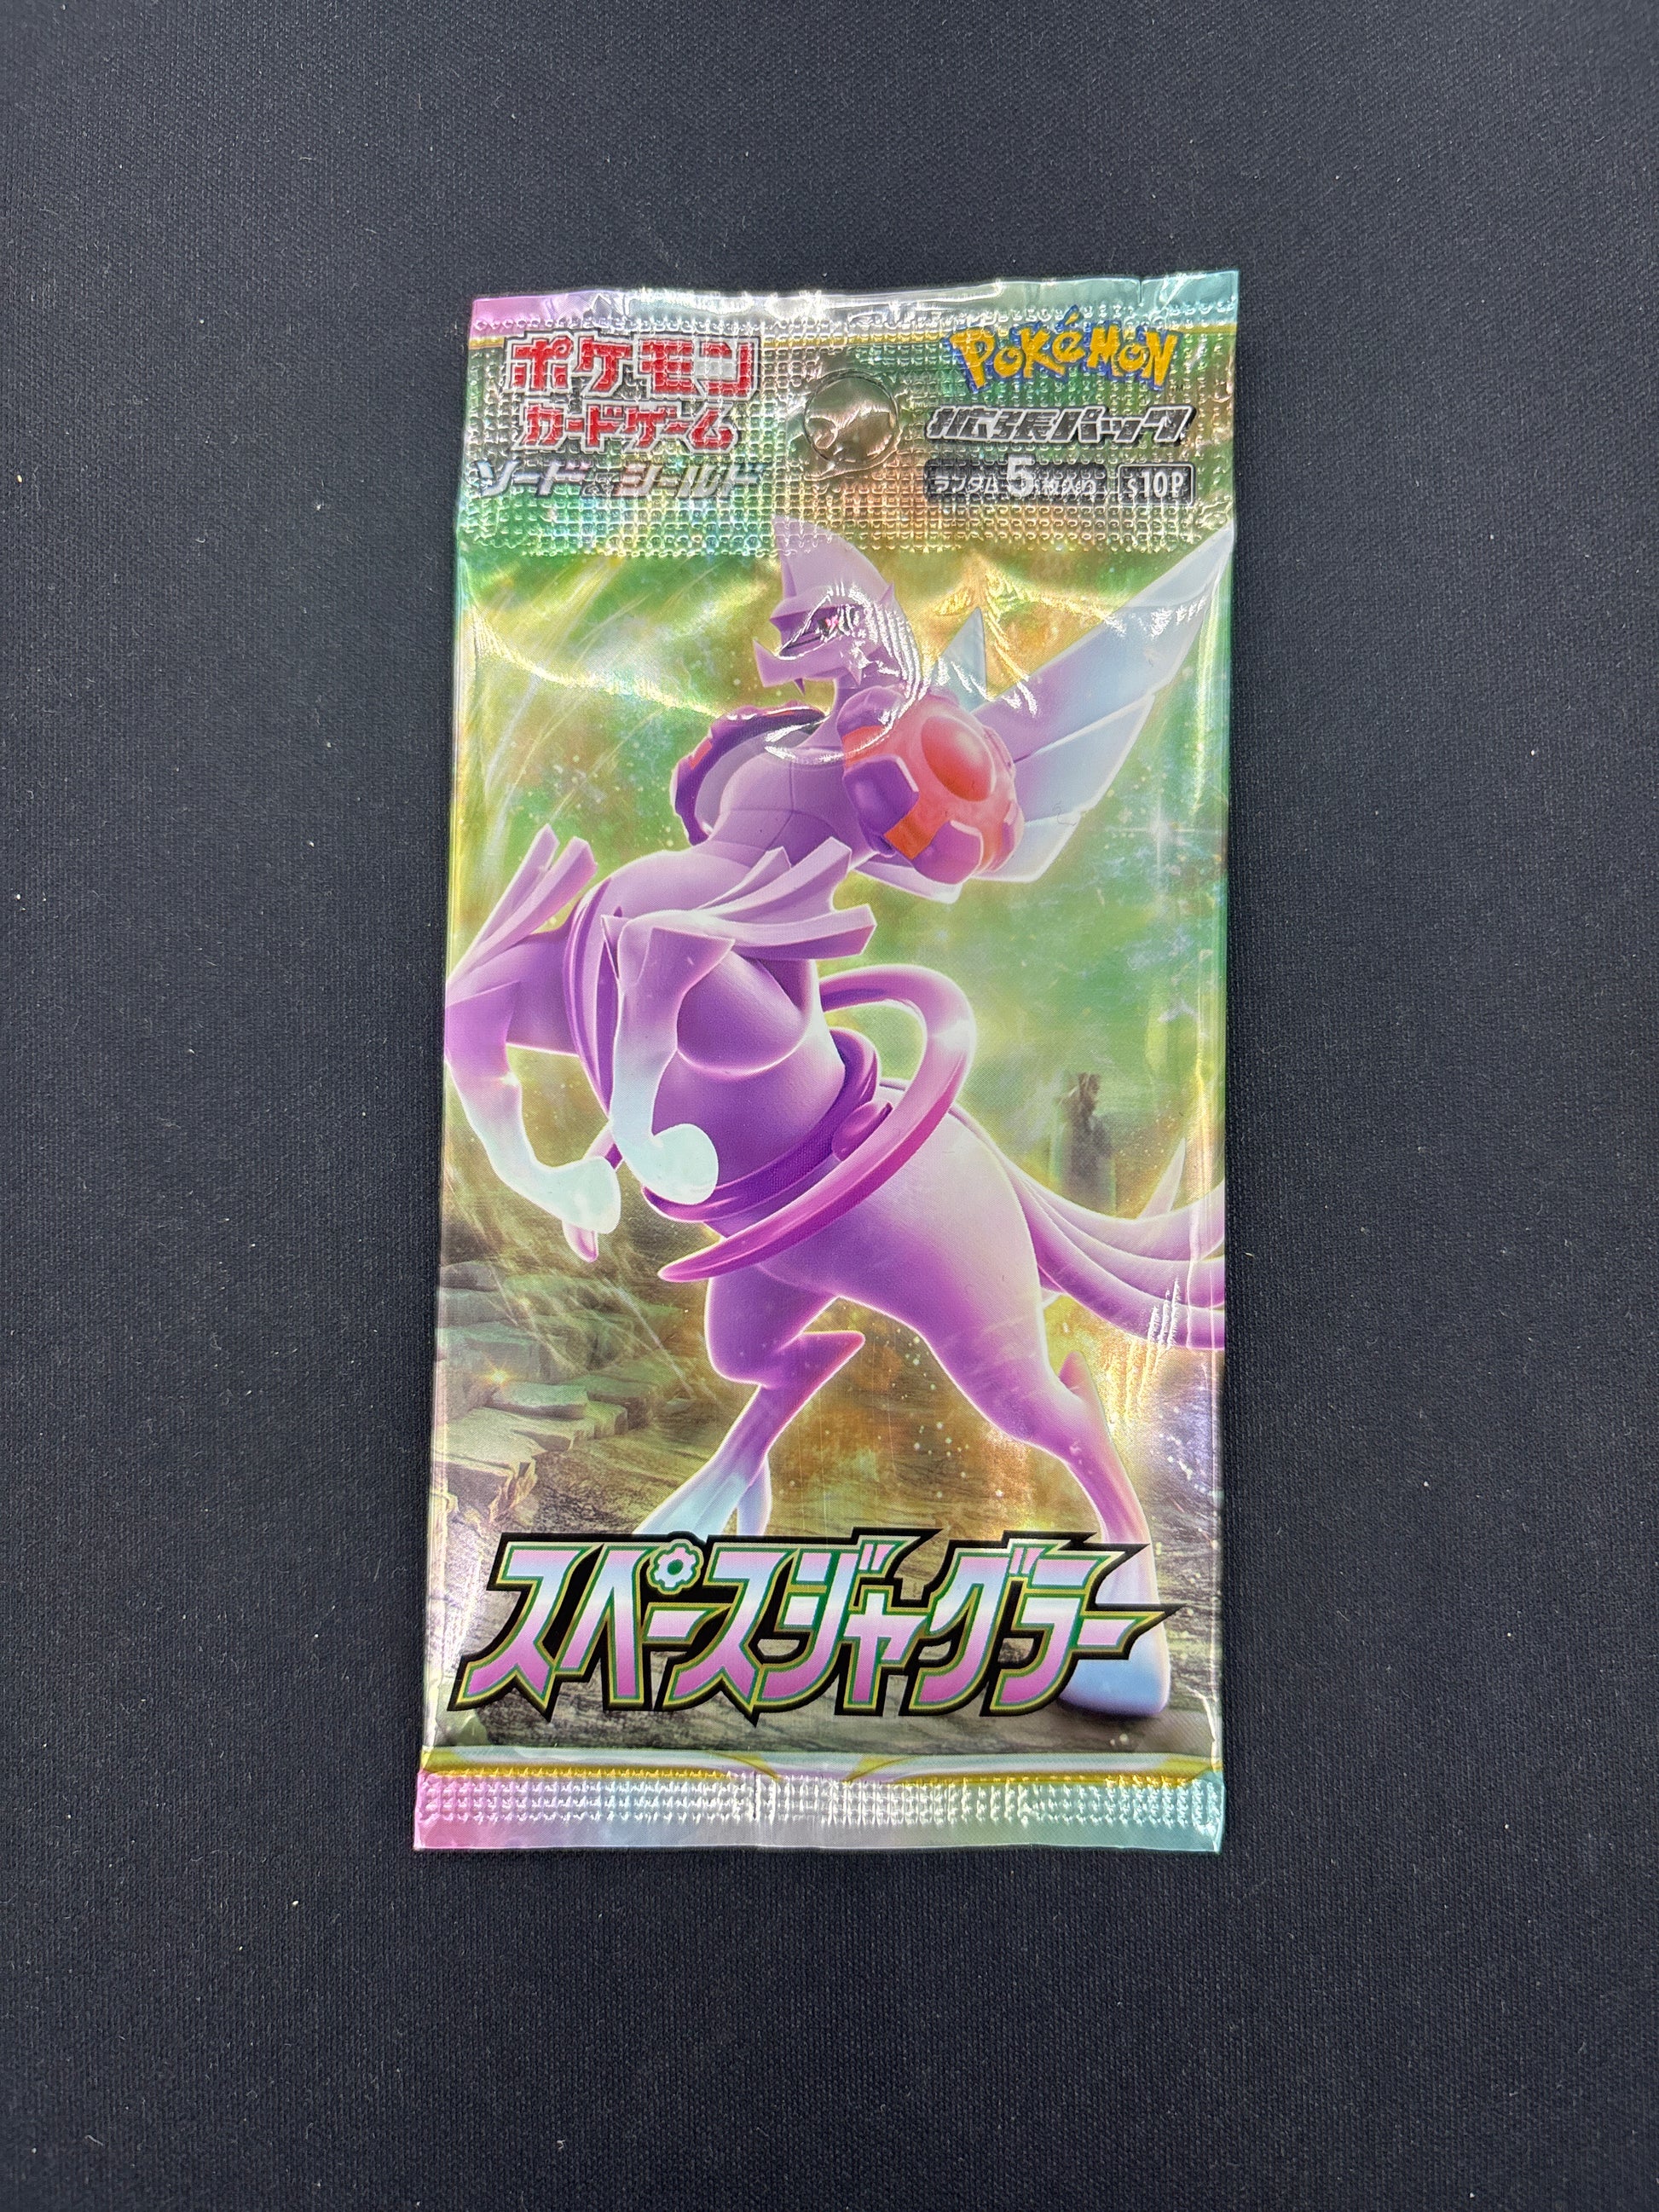 ポケモン
カードゲーム
ソード&シールド
POKéMON
拡張パック
ランダム5枚入り s10P
スペースジャグラー